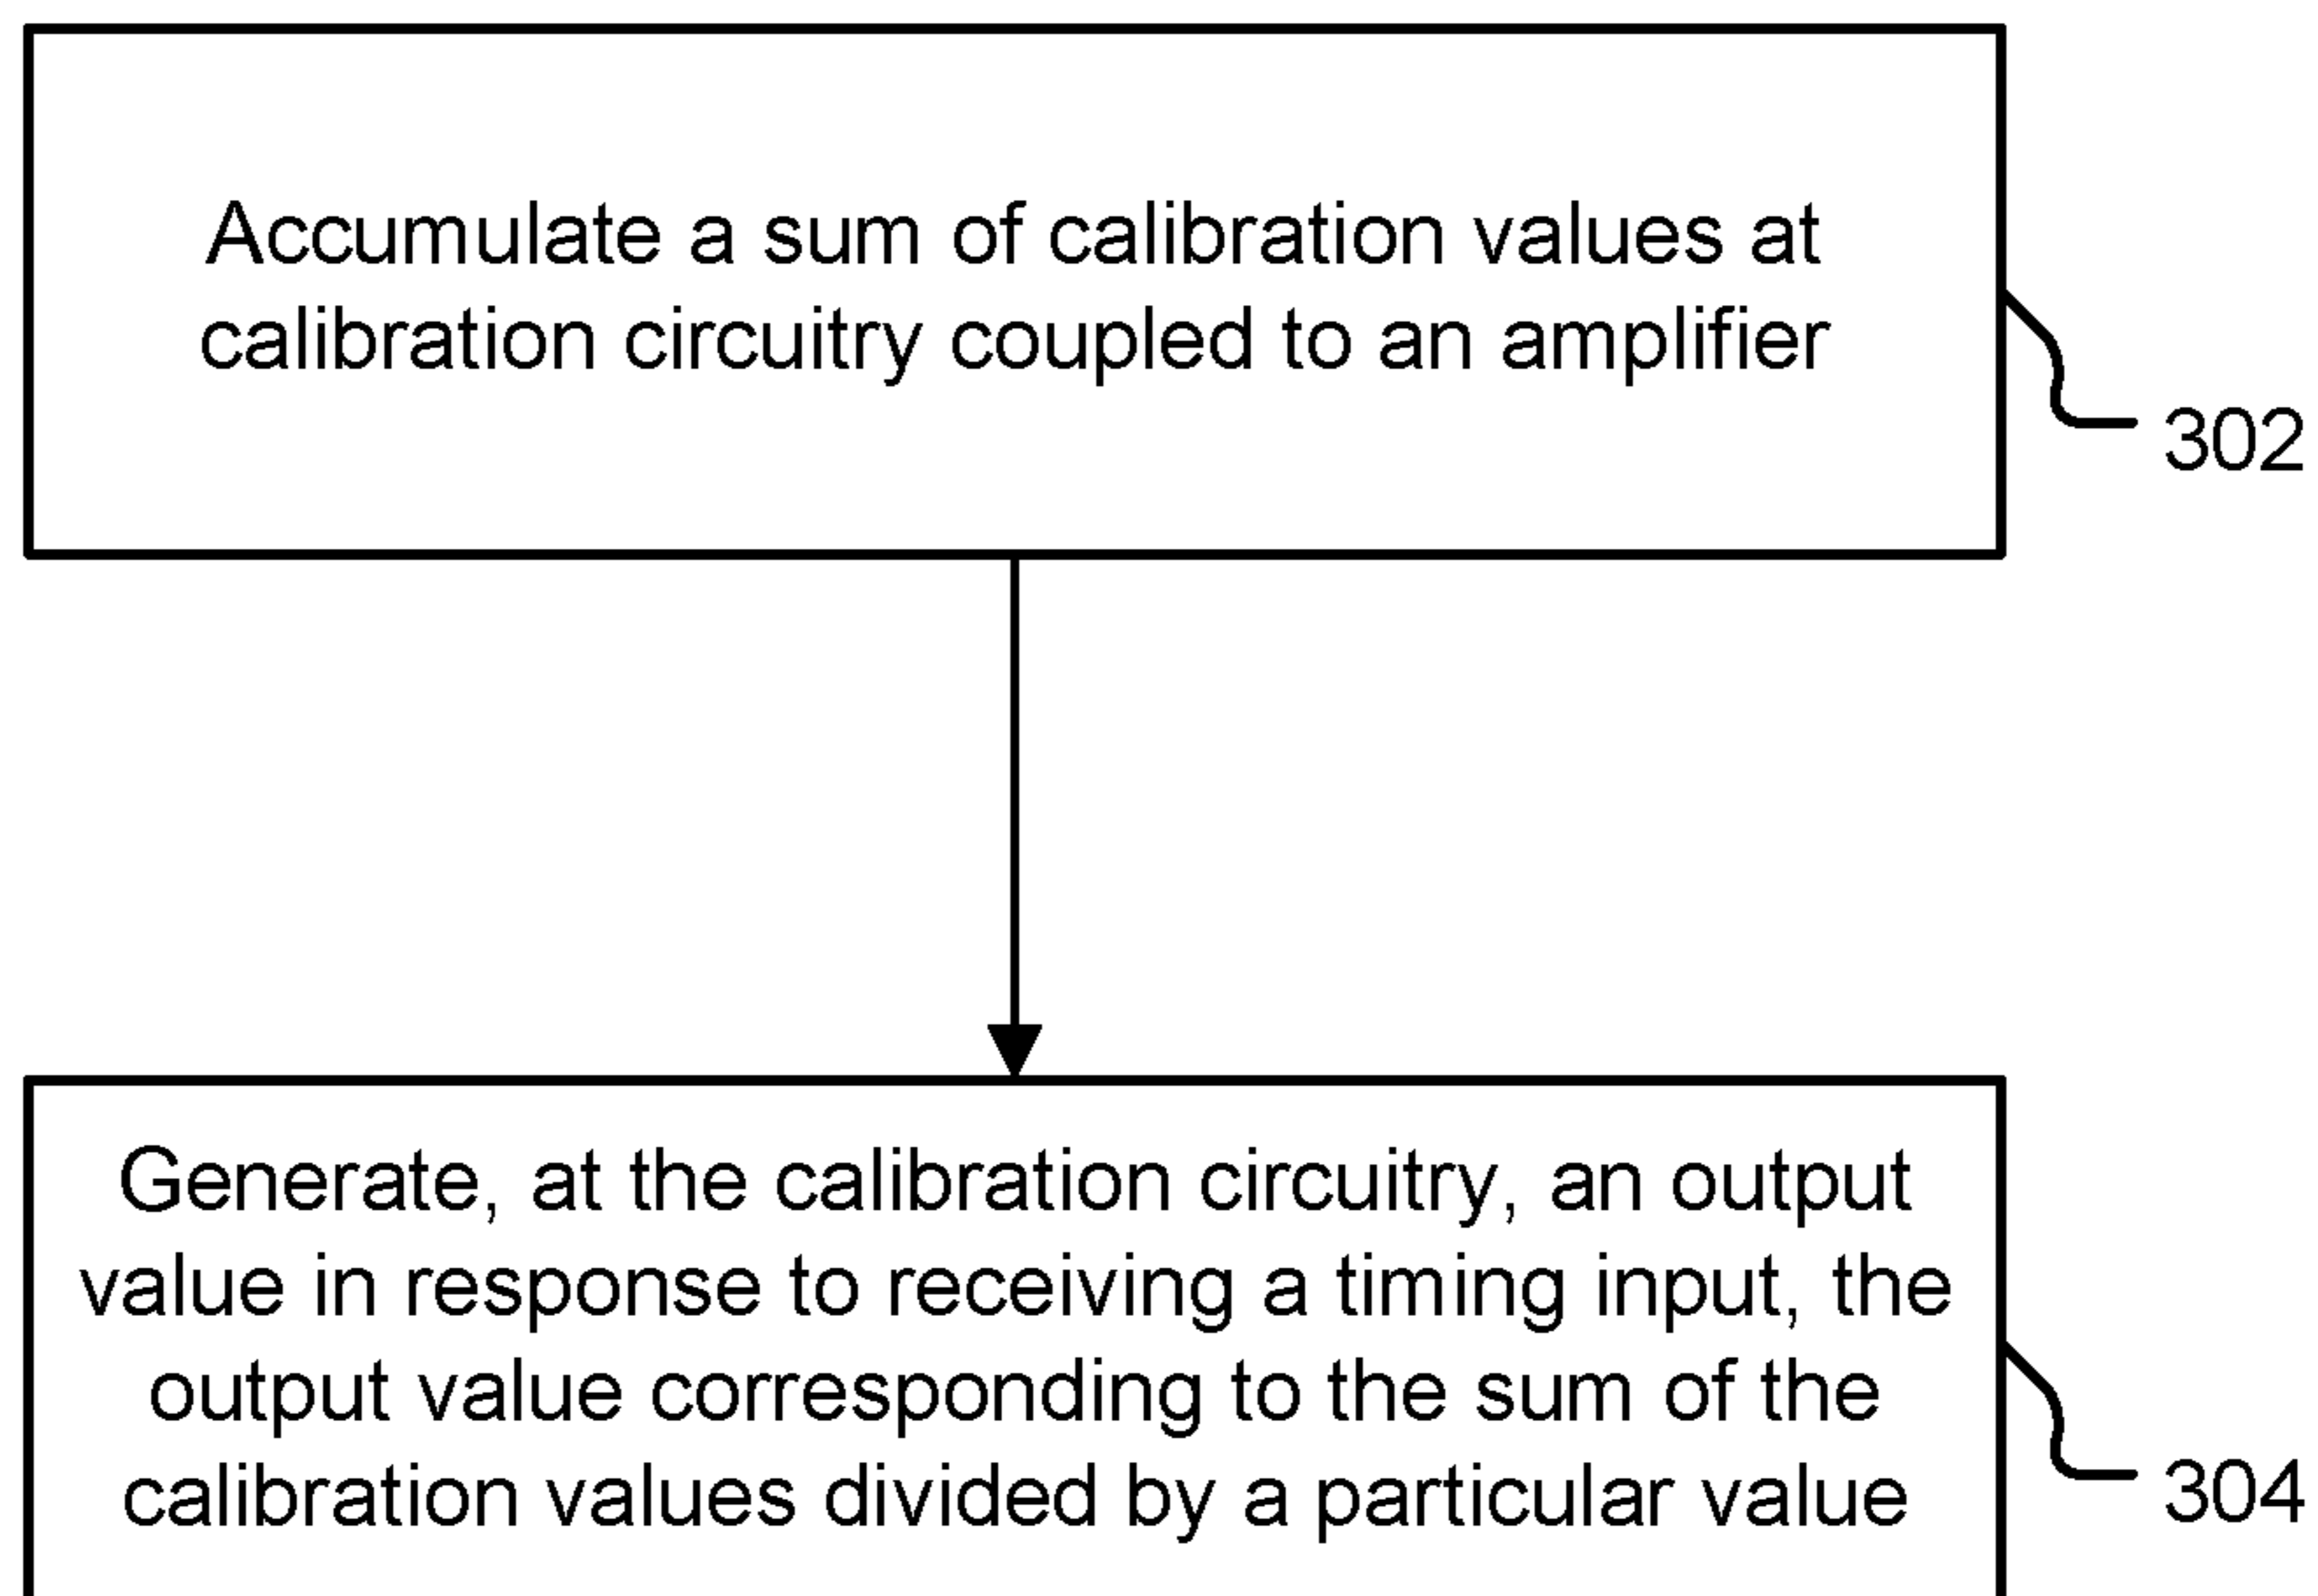 Accumulate a sum of calibration values at
calibration circuitry coupled to an amplifier
302
Generate, at the calibration circuitry, an output
value in response to receiving a timing input, the
output value corresponding to the sum of the
calibration values divided by a particular value
304